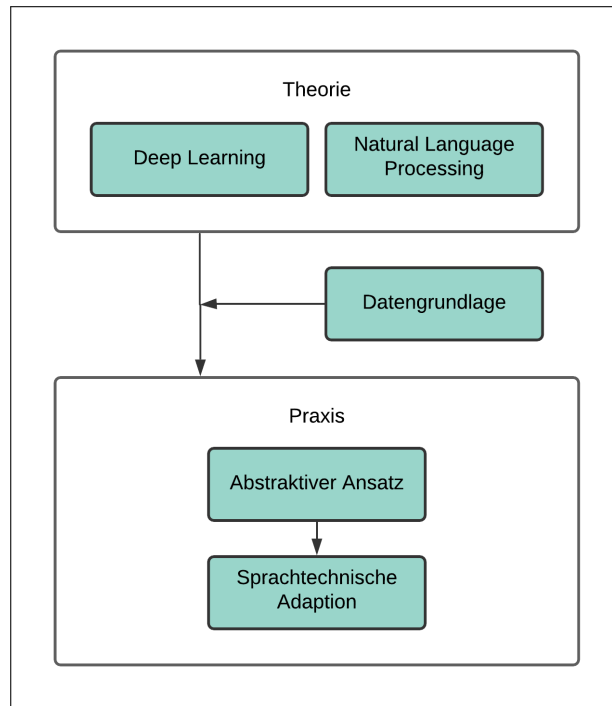 Theorie
Deep Learning
Natural Language
Processing
Datengrundlage
Praxis
Abstraktiver Ansatz
Sprachtechnische
Adaption